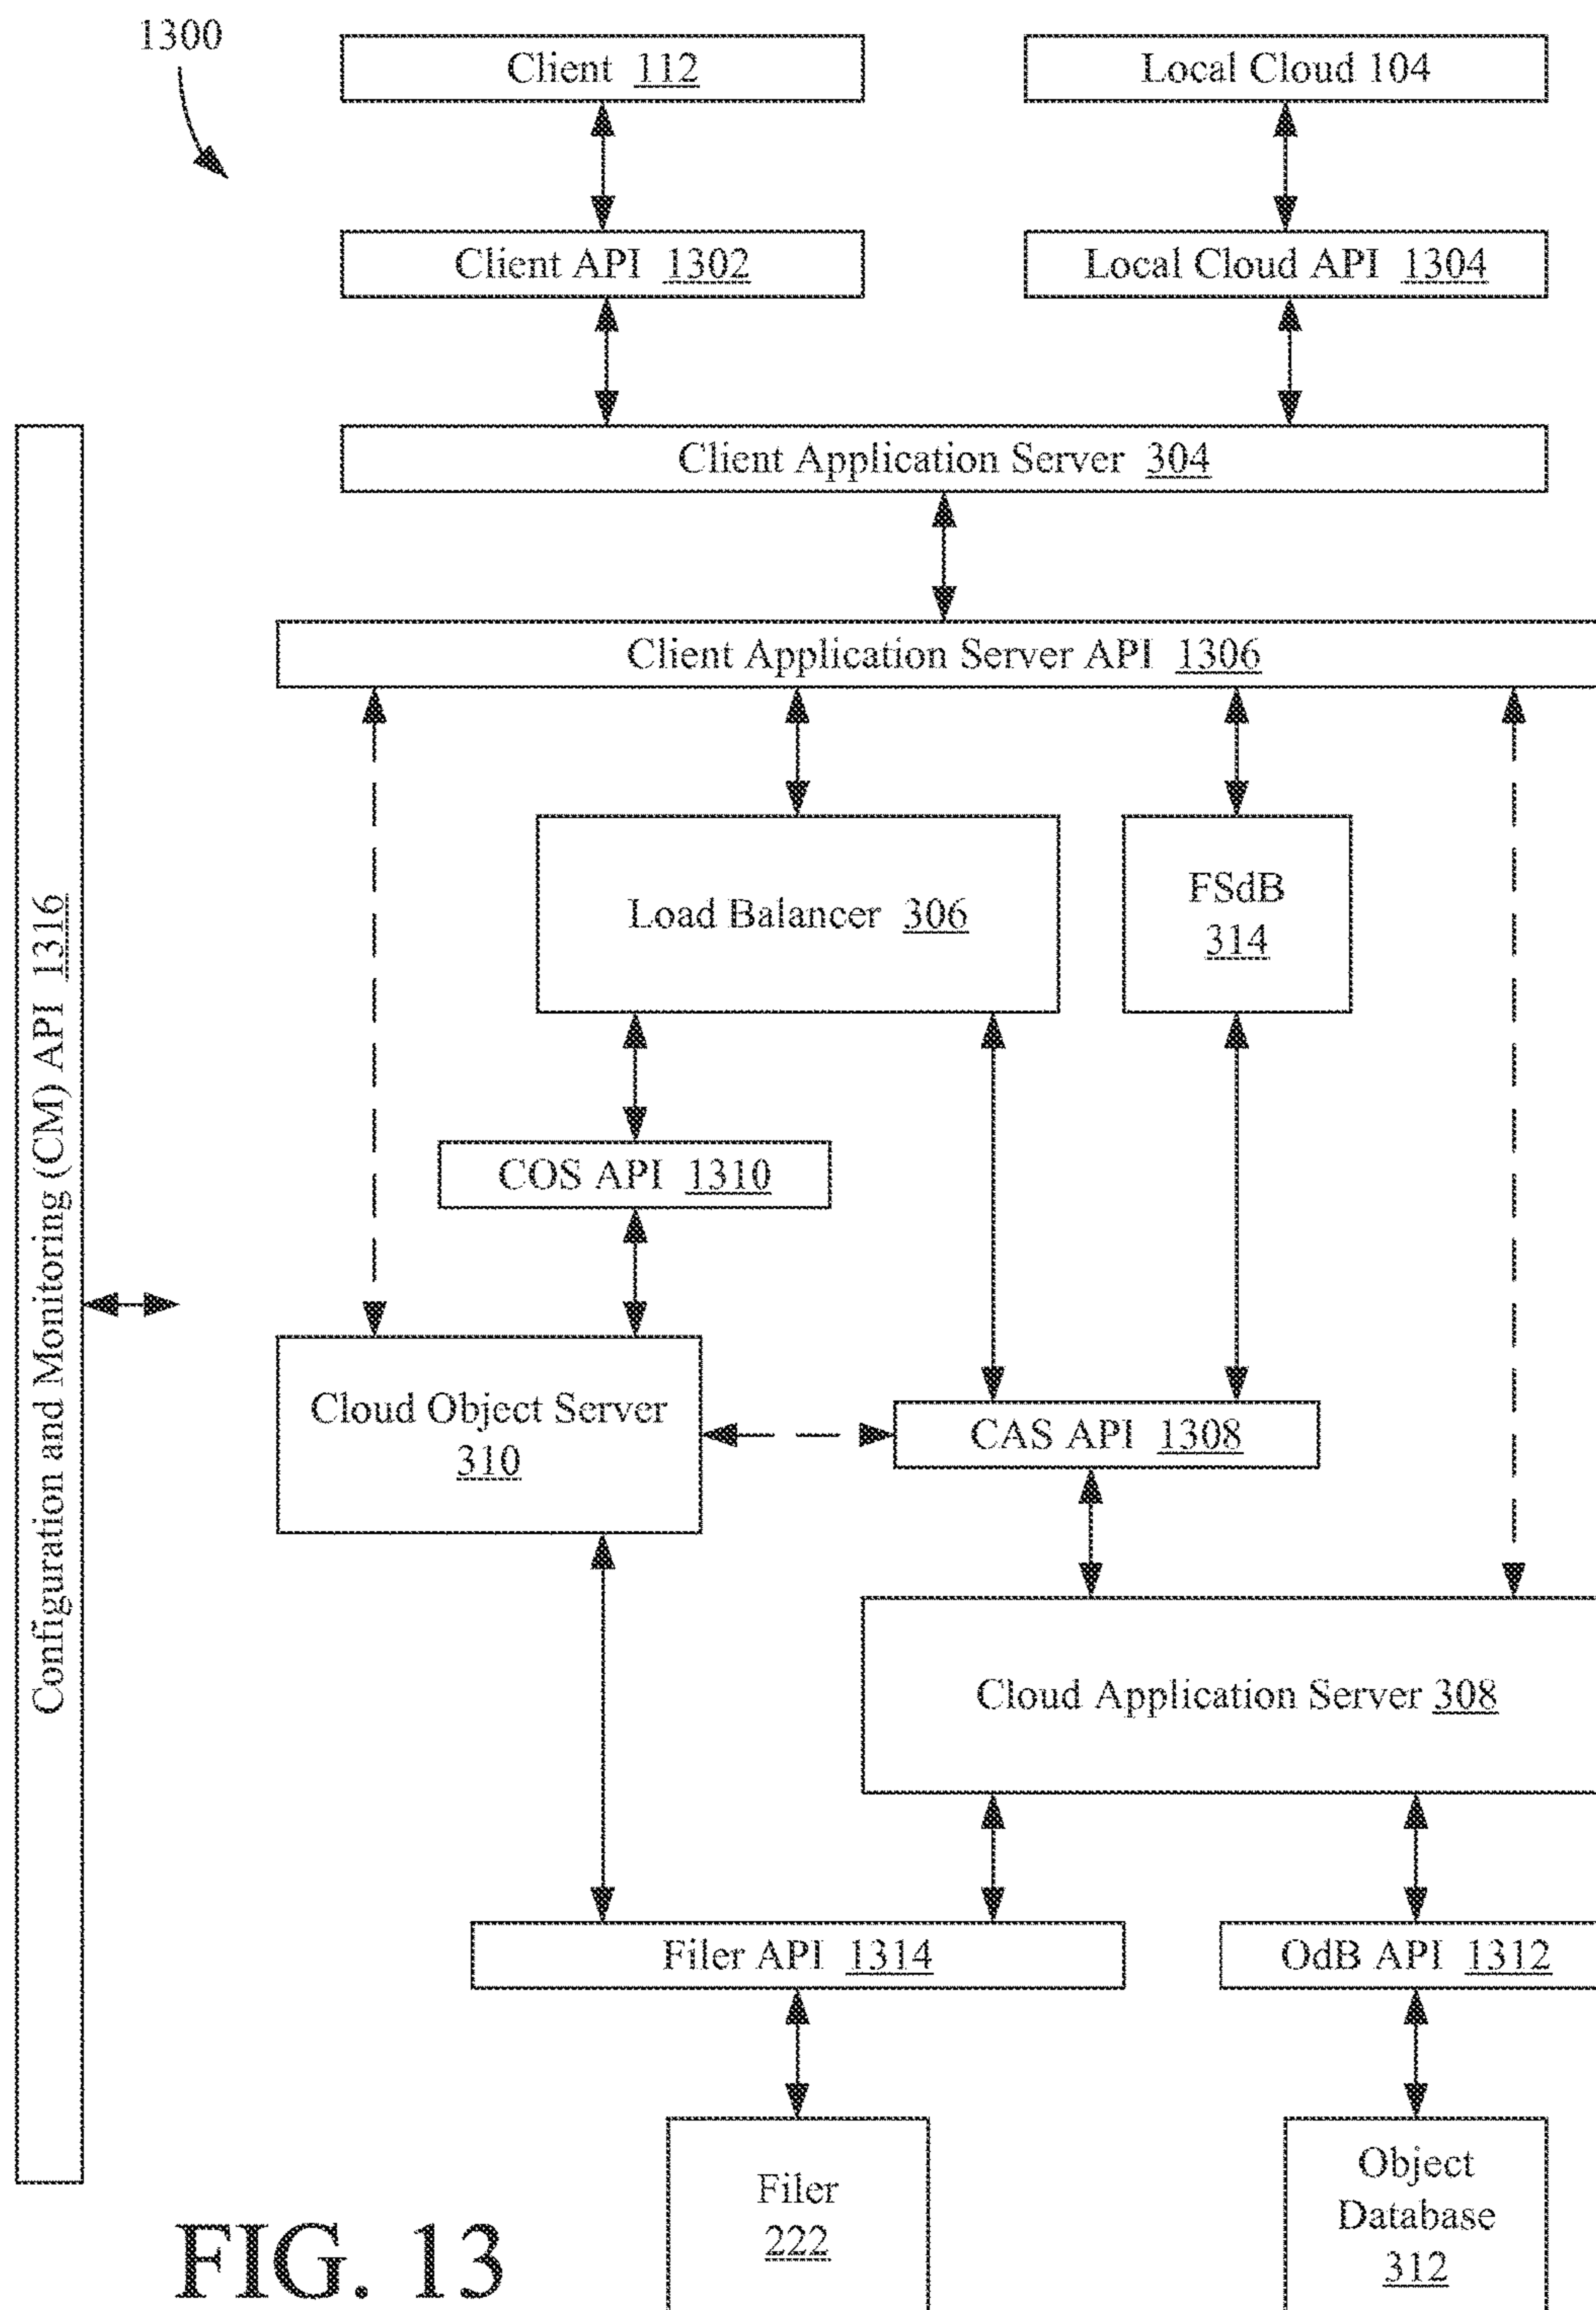 1300
Client 112
Local Cloud 104
Client API 1302
Local Cloud API 1304
Client Application Server 304
Client Application Server API 1306
Load Balancer 306
FSdB
314
Configuration and Monitoring (CM) API 1316
COS API 1310
Cloud Object Server
310
CAS API 1308
Cloud Application Server 308
Filer API 1314
OdB API 1312
Filer
222
Object
Database
312
FIG. 13